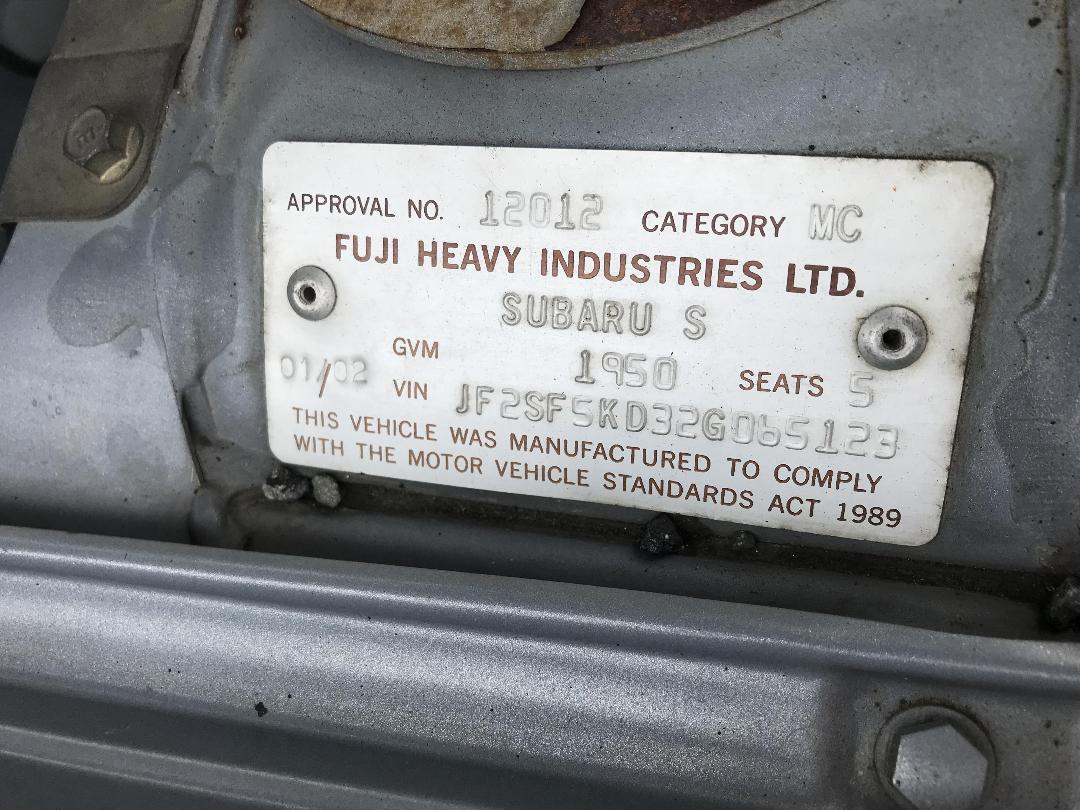 APPROVAL NO. 12012 CATEGORY MC
FUJI HEAVY INDUSTRIES LTD.
SUBARU S
01/02 GVM 1950 SEATS 5
VIN JF2SF5KD32G065123
THIS VEHICLE WAS MANUFACTURED TO COMPLY
WITH THE MOTOR VEHICLE STANDARDS ACT 1989